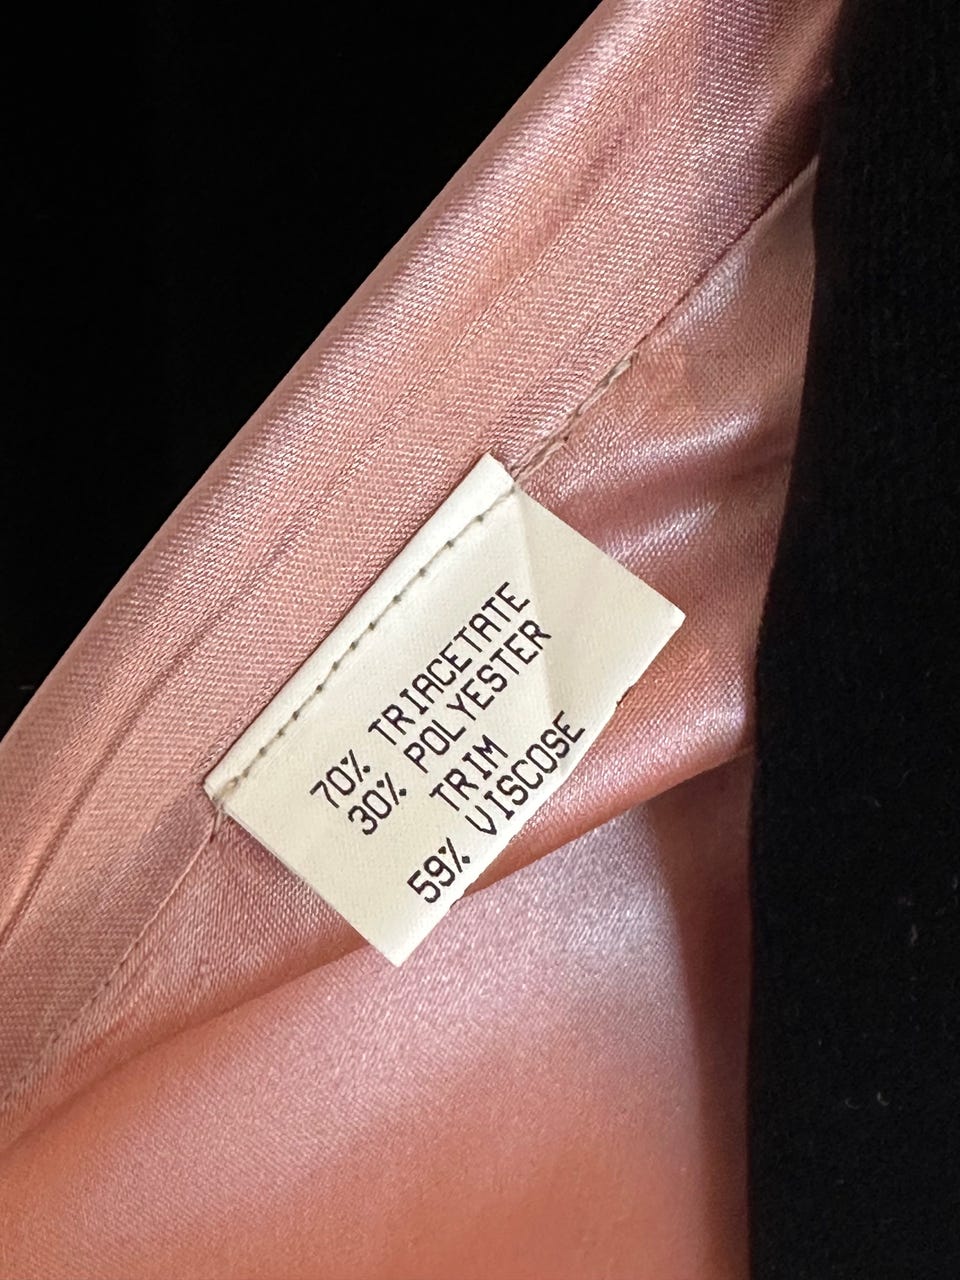 70% TRIACETATE
30% POLYESTER
TRIM
59% VISCOSE